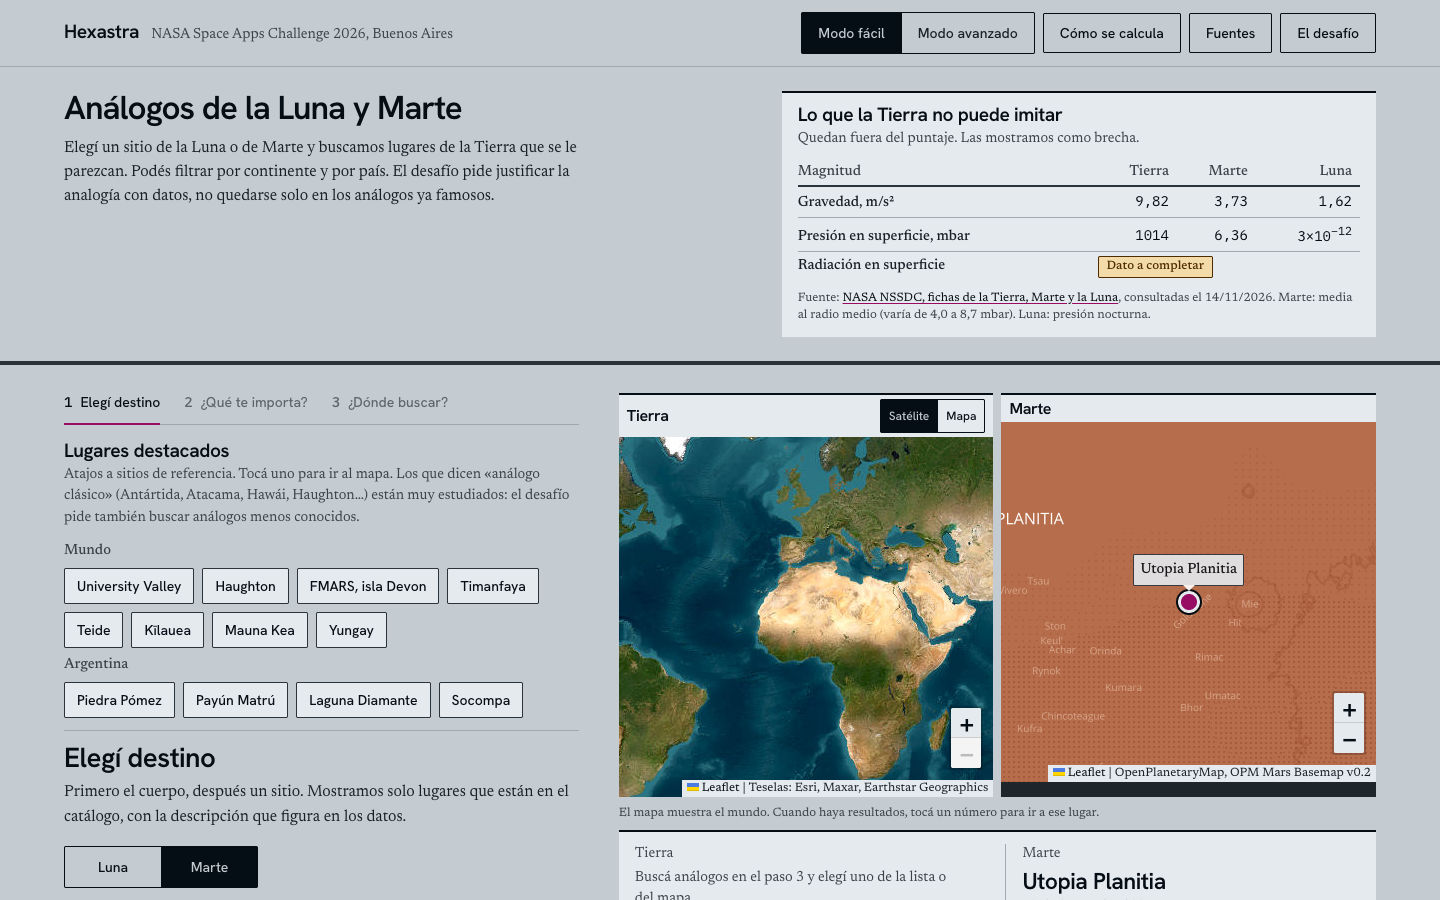 Hexastra NASA Space Apps Challenge 2026, Buenos Aires
Modo fácil Modo avanzado Cómo se calcula Fuentes El desafío
Análogos de la Luna y Marte
Elegí un sitio de la Luna o de Marte y buscamos lugares de la Tierra que se le
parezcan. Podés filtrar por continente y por país. El desafío pide justificar la
analogía con datos, no quedarse solo en los análogos ya famosos.
Lo que la Tierra no puede imitar
Quedan fuera del puntaje. Las mostramos como brecha.
Magnitud Tierra Marte Luna
Gravedad, m/s² 9,82 3,73 1,62
Presión en superficie, mbar 1014 6,36 3×10⁻¹²
Radiación en superficie Dato a completar
Fuente: NASA NSSDC, fichas de la Tierra, Marte y la Luna, consultadas el 14/11/2026. Marte: media
al radio medio (varía de 4,0 a 8,7 mbar). Luna: presión nocturna.
1 Elegí destino 2 ¿Qué te importa? 3 ¿Dónde buscar?
Lugares destacados
Atajos a sitios de referencia. Tocá uno para ir al mapa. Los que dicen «análogo
clásico» (Antártida, Atacama, Hawái, Haughton…) están muy estudiados: el desafío
pide también buscar análogos menos conocidos.
Mundo
University Valley Haughton FMARS, isla Devon Timanfaya
Teide Kīlauea Mauna Kea Yungay
Argentina
Piedra Pómez Payún Matrú Laguna Diamante Socompa
Elegí destino
Primero el cuerpo, después un sitio. Mostramos solo lugares que están en el
catálogo, con la descripción que figura en los datos.
Luna Marte
Tierra
Satélite Mapa
+
−
Leaflet | Teselas: Esri, Maxar, Earthstar Geographics
Marte
PLANITIA
Utopia Planitia
Tsau
Vivero
Mie
Hit
Ston
Keul'
Achar Orinda
Rimac
Rynok
Kumara
Umatac
Bhor
Chincoteague
Kufra
+
−
Leaflet | OpenPlanetaryMap, OPM Mars Basemap v0.2
El mapa muestra el mundo. Cuando haya resultados, tocá un número para ir a ese lugar.
Tierra
Buscá análogos en el paso 3 y elegí uno de la lista o
del mapa
Marte
Utopia Planitia